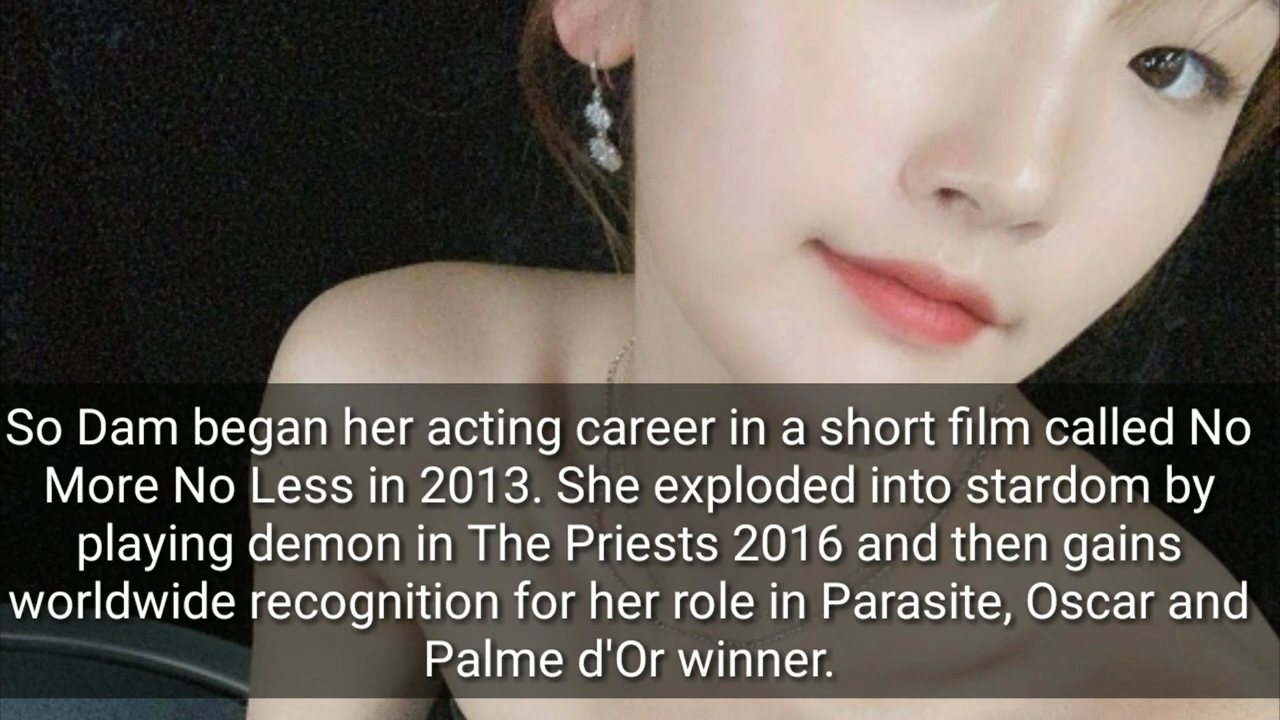 So Dam began her acting career in a short film called No
More No Less in 2013. She exploded into stardom by
playing demon in The Priests 2016 and then gains
worldwide recognition for her role in Parasite, Oscar and
Palme d'Or winner.